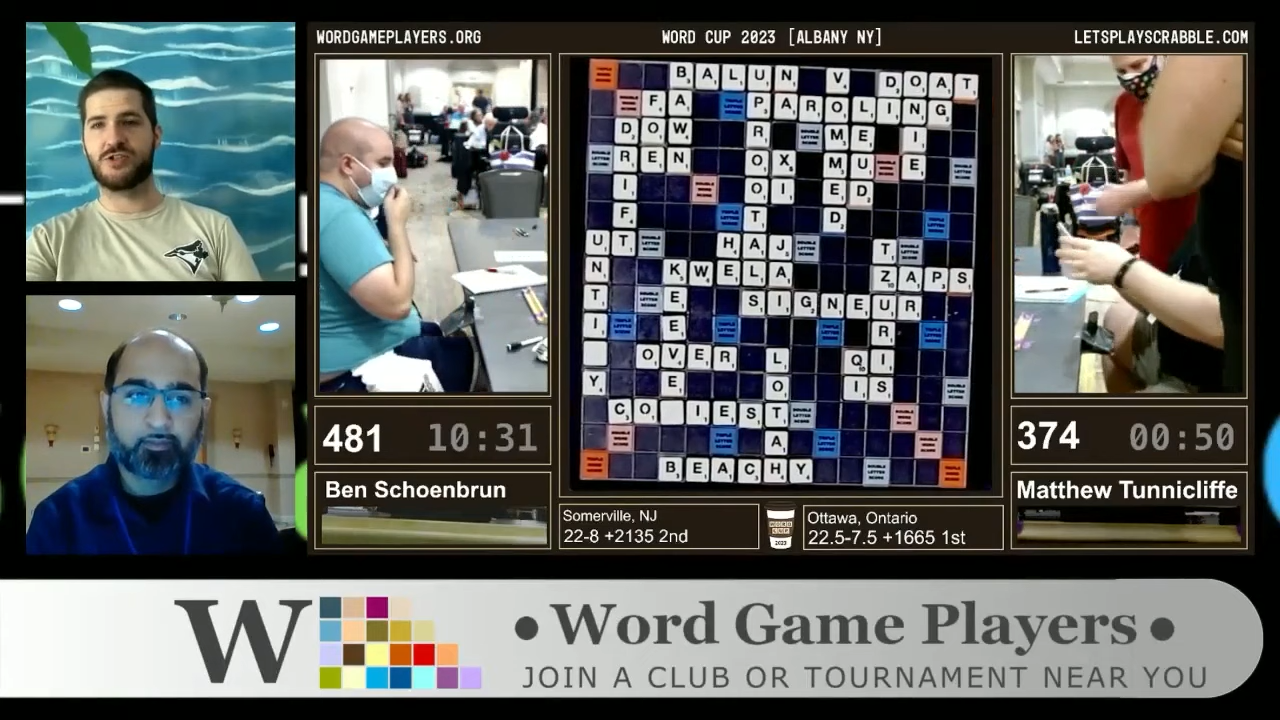 WORDGAMEPLAYERS.ORG
WORD CUP 2023 [ALBANY NY]
LETSPLAYSCRABBLE.COM
BALUN V DOAT
FA PAROLING
DOW R ME I
REN OX MU E
I OI ED
F T D
UT HAJ T
N KWELA ZAPS
T E SIGNEUR
I E R
OVER L QI
Y E O IS
CO IEST
A
BEACHY
481 10:31
374 00:50
Ben Schoenbrun
Matthew Tunnicliffe
Somerville, NJ
22-8 +2135 2nd
Ottawa, Ontario
22.5-7.5 +1665 1st
W
• Word Game Players •
JOIN A CLUB OR TOURNAMENT NEAR YOU